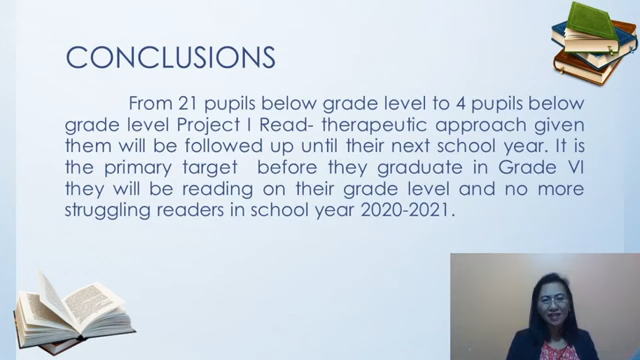 CONCLUSIONS
From 21 pupils below grade level to 4 pupils below
grade level Project I Read- therapeutic approach given
them will be followed up until their next school year. It is
the primary target before they graduate in Grade VI
they will be reading on their grade level and no more
struggling readers in school year 2020-2021.